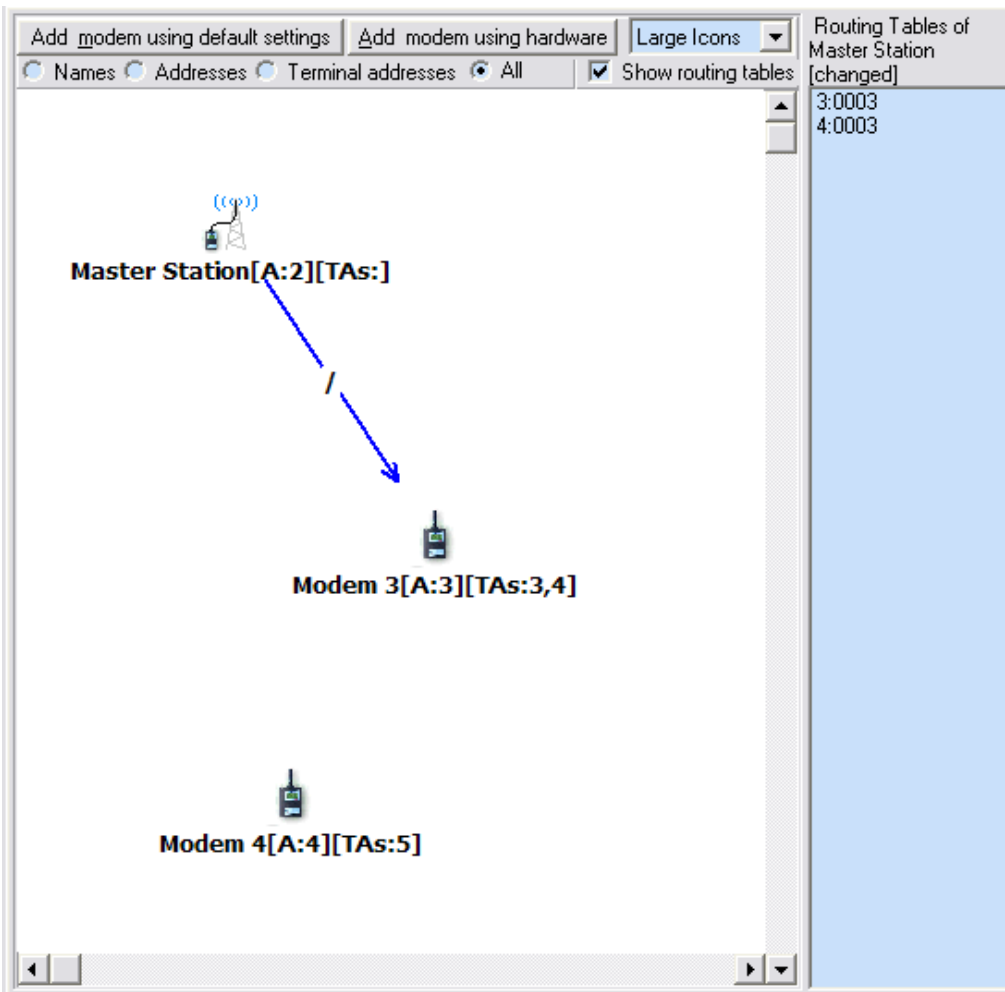 Add modem using default settings Add modem using hardware Large Icons
Names Addresses Terminal addresses All Show routing tables
Routing Tables of
Master Station
[changed]
3:0003
4:0003
Master Station[A:2][TAs:]
/
Modem 3[A:3][TAs:3,4]
Modem 4[A:4][TAs:5]